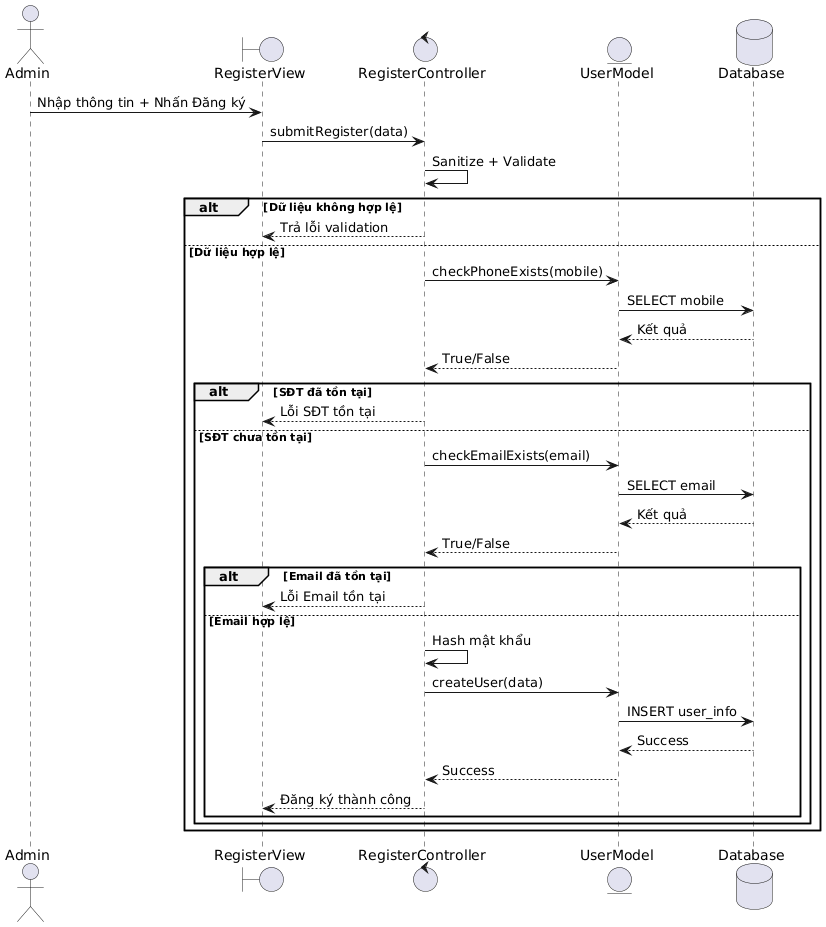 Admin
RegisterView
RegisterController
UserModel
Database
Nhập thông tin + Nhấn Đăng ký
submitRegister(data)
Sanitize + Validate
alt [Dữ liệu không hợp lệ]
Trả lỗi validation
[Dữ liệu hợp lệ]
checkPhoneExists(mobile)
SELECT mobile
Kết quả
True/False
alt [SĐT đã tồn tại]
Lỗi SĐT tồn tại
[SĐT chưa tồn tại]
checkEmailExists(email)
SELECT email
Kết quả
True/False
alt [Email đã tồn tại]
Lỗi Email tồn tại
[Email hợp lệ]
Hash mật khẩu
createUser(data)
INSERT user_info
Success
Success
Đăng ký thành công
Admin
RegisterView
RegisterController
UserModel
Database